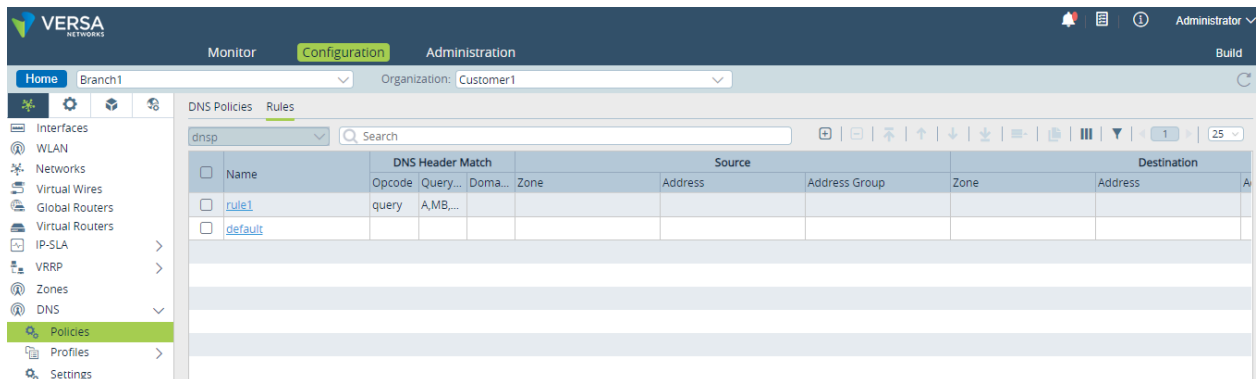 VERSA
NETWORKS
Administrator
Monitor Configuration Administration Build
Home Branch1 Organization: Customer1
DNS Policies Rules
Interfaces
WLAN
Networks
Virtual Wires
Global Routers
Virtual Routers
IP-SLA
VRRP
Zones
DNS
Policies
Profiles
Settings
dnsp Search 1 25
Name DNS Header Match Source Destination
Opcode Query... Doma... Zone Address Address Group Zone Address A
rule1 query A,MB,...
default